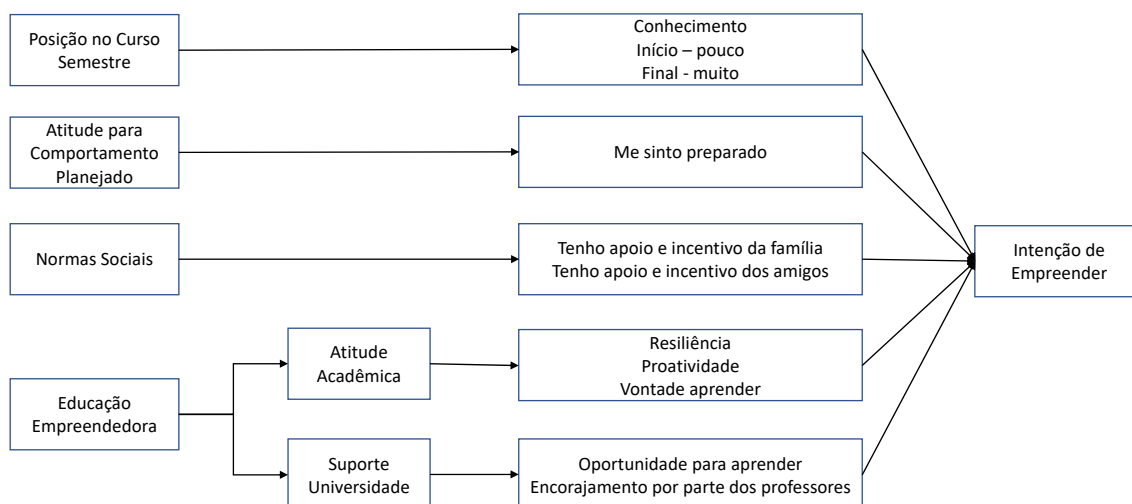 Posição no Curso
Semestre
Conhecimento
Início – pouco
Final - muito
Atitude para
Comportamento
Planejado
Me sinto preparado
Normas Sociais
Tenho apoio e incentivo da família
Tenho apoio e incentivo dos amigos
Intenção de
Empreender
Educação
Empreendedora
Atitude
Acadêmica
Resiliência
Proatividade
Vontade aprender
Suporte
Universidade
Oportunidade para aprender
Encorajamento por parte dos professores